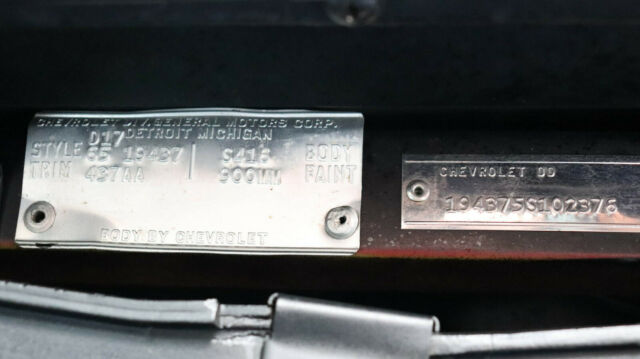 CHEVROLET DIV. GENERAL MOTORS CORP.
DETROIT MICHIGAN
D17
STYLE 65 19437 S416 BODY
TRIM 437AA 900MM PAINT
BODY BY CHEVROLET
CHEVROLET
194375S102376